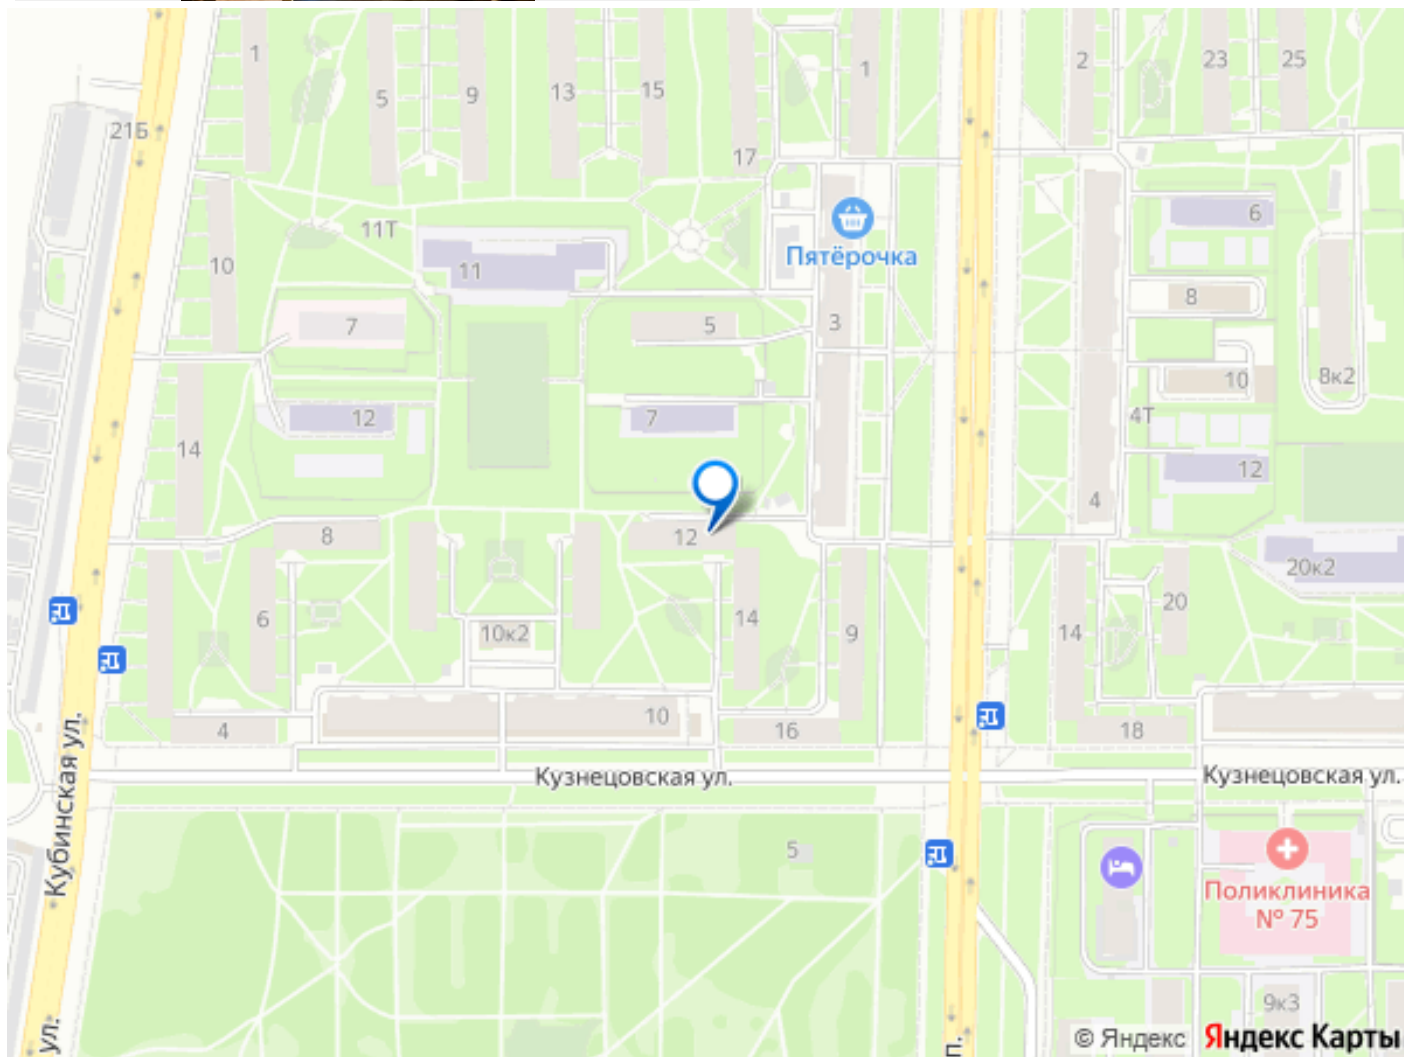 1
5
9
13
15
1
2
23
25
21Б
17
10
11Т
11
Пятёрочка
6
8
7
5
3
10
8к2
14
12
7
4Т
12
4
8
12
20к2
6
10к2
14
9
14
20
4
10
16
18
Кубинская ул.
Кузнецовская ул.
Кузнецовская ул.
5
Поликлиника
№ 75
9к3
ул.
п.
© Яндекс Яндекс Карты